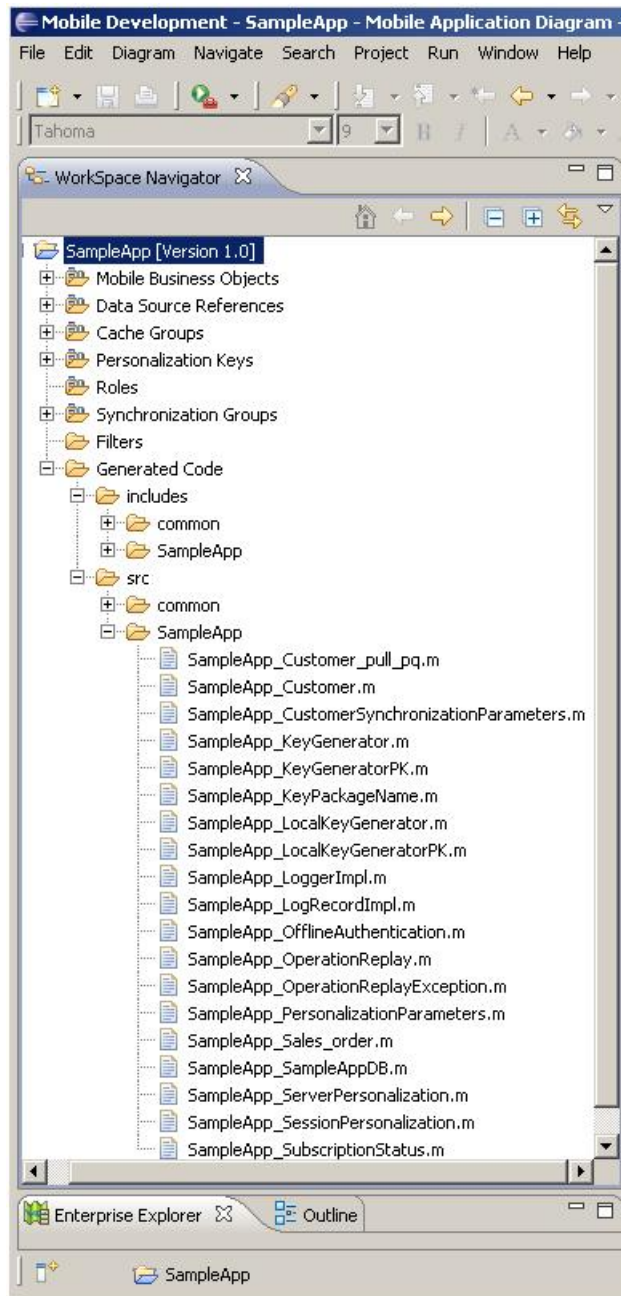 Mobile Development - SampleApp - Mobile Application Diagram -
File Edit Diagram Navigate Search Project Run Window Help
Tahoma 9 B I A
WorkSpace Navigator
SampleApp [Version 1.0]
Mobile Business Objects
Data Source References
Cache Groups
Personalization Keys
Roles
Synchronization Groups
Filters
Generated Code
includes
common
SampleApp
src
common
SampleApp
SampleApp_Customer_pull_pq.m
SampleApp_Customer.m
SampleApp_CustomerSynchronizationParameters.m
SampleApp_KeyGenerator.m
SampleApp_KeyGeneratorPK.m
SampleApp_KeyPackageName.m
SampleApp_LocalKeyGenerator.m
SampleApp_LocalKeyGeneratorPK.m
SampleApp_LoggerImpl.m
SampleApp_LogRecordImpl.m
SampleApp_OfflineAuthentication.m
SampleApp_OperationReplay.m
SampleApp_OperationReplayException.m
SampleApp_PersonalizationParameters.m
SampleApp_Sales_order.m
SampleApp_SampleAppDB.m
SampleApp_ServerPersonalization.m
SampleApp_SessionPersonalization.m
SampleApp_SubscriptionStatus.m
Enterprise Explorer Outline
SampleApp